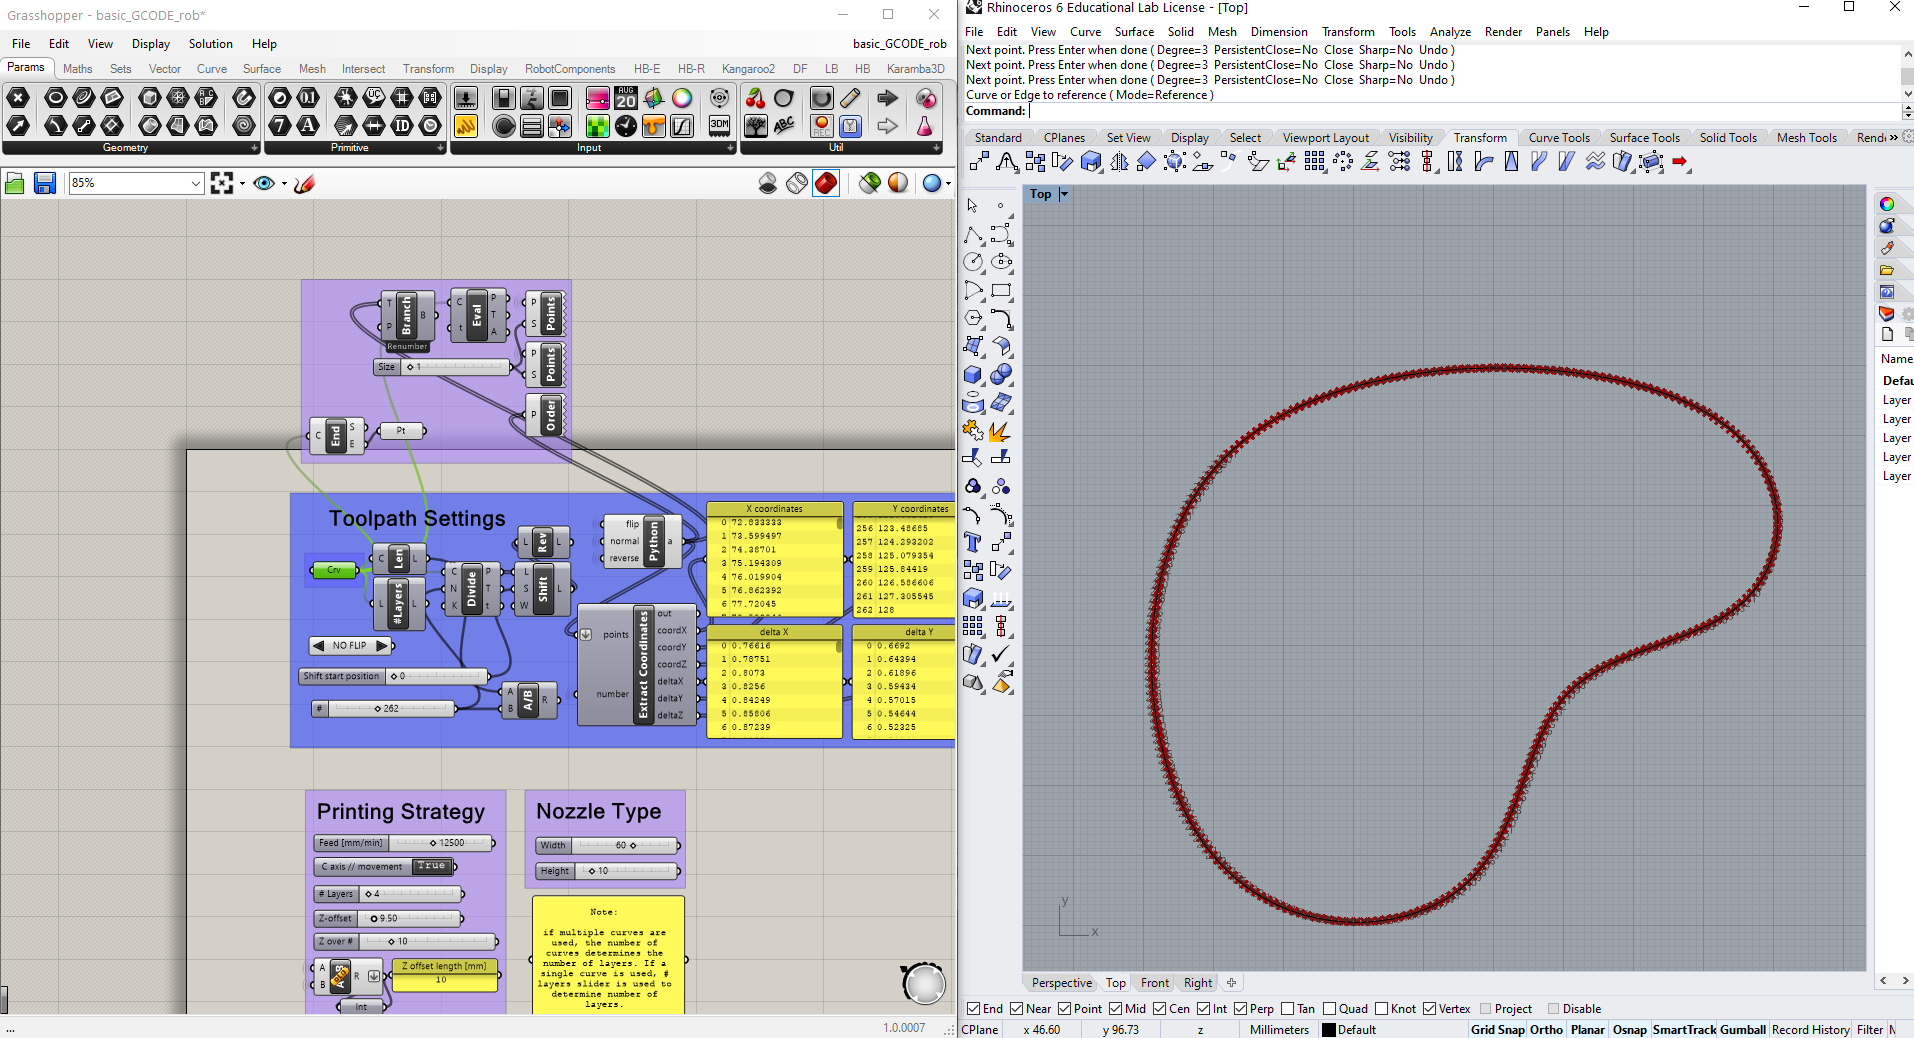 Grasshopper - basic_GCODE_rob*
File Edit View Display Solution Help
basic_GCODE_rob
Params Maths Sets Vector Curve Surface Mesh Intersect Transform Display RobotComponents HB-E HB-R Kangaroo2 DF LB HB Karamba3D
Geometry Primitive Input Util
85%
T
P
Branch
B
Renumber
C
t
Eval
P
T
A
P
S
Points
P
S
Points
Size 1
P
Order
C
End
S
E
Pt
Toolpath Settings
Crv
C
Len
L
L
#Layers
L
C
N
K
Divide
P
T
t
L
Rev
L
L
S
W
Shift
L
flip
normal
reverse
Python
a
NO FLIP
Shift start position 0
# 262
A
B
A/B
R
points
number
Extract Coordinates
out
coordX
coordY
coordZ
deltaX
deltaY
deltaZ
X coordinates
0 72.833333
1 73.599497
2 74.38701
3 75.194309
4 76.019904
5 76.862392
6 77.72045
Y coordinates
256 123.48685
257 124.293202
258 125.079354
259 125.84419
260 126.586606
261 127.305545
262 128
delta X
0 0.76616
1 0.78751
2 0.8073
3 0.8256
4 0.84249
5 0.85806
6 0.87239
delta Y
0 0.6692
1 0.64394
2 0.61896
3 0.59434
4 0.57015
5 0.54644
6 0.52325
Printing Strategy
Feed [mm/min] 12500
C axis // movement True
# Layers 4
Z-offset 9.50
Z over # 10
A
B
R
Z offset length [mm]
10
Int
Nozzle Type
Width 60
Height 10
Note:
if multiple curves are
used, the number of
curves determines the
number of layers. If a
single curve is used, #
layers slider is used to
determine number of
layers.
...
1.0.0007
Rhinoceros 6 Educational Lab License - [Top]
File Edit View Curve Surface Solid Mesh Dimension Transform Tools Analyze Render Panels Help
Next point. Press Enter when done ( Degree=3 PersistentClose=No Close Sharp=No Undo )
Next point. Press Enter when done ( Degree=3 PersistentClose=No Close Sharp=No Undo )
Next point. Press Enter when done ( Degree=3 PersistentClose=No Close Sharp=No Undo )
Curve or Edge to reference ( Mode=Reference )
Command:
Standard CPlanes Set View Display Select Viewport Layout Visibility Transform Curve Tools Surface Tools Solid Tools Mesh Tools Rend
Top
Name
Defau
Layer
Layer
Layer
Layer
Layer
y
x
Perspective Top Front Right
End Near Point Mid Cen Int Perp Tan Quad Knot Vertex Project Disable
CPlane x 46.60 y 96.73 z Millimeters Default Grid Snap Ortho Planar Osnap SmartTrack Gumball Record History Filter